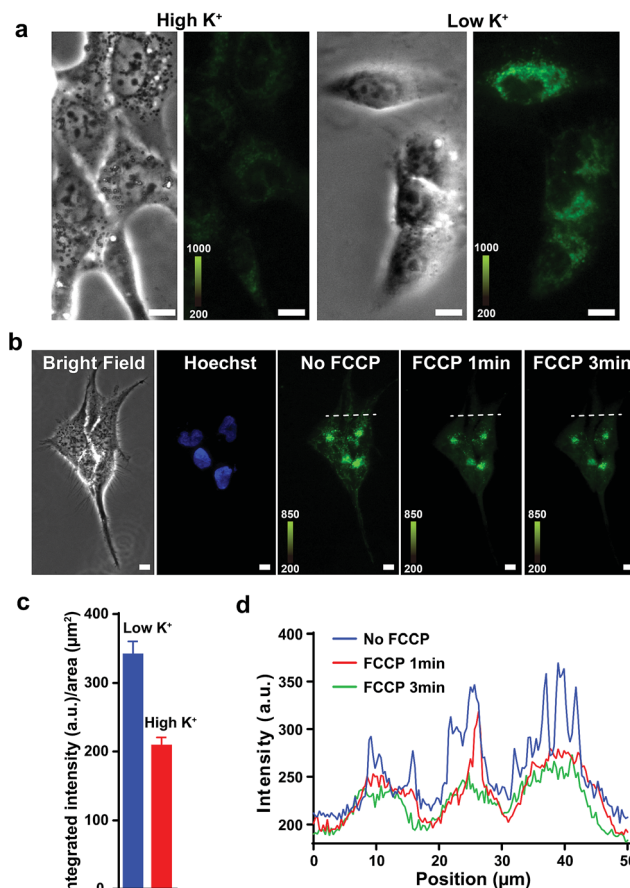 a
High K⁺
Low K⁺
1000
200
1000
200
b
Bright Field
Hoechst
No FCCP
FCCP 1min
FCCP 3min
850
200
850
200
850
200
c
Integrated intensity (a.u.)/area (µm²)
400
300
200
100
0
Low K⁺
High K⁺
d
Intensity (a.u.)
400
350
300
250
200
No FCCP
FCCP 1min
FCCP 3min
0
10
20
30
40
50
Position (µm)